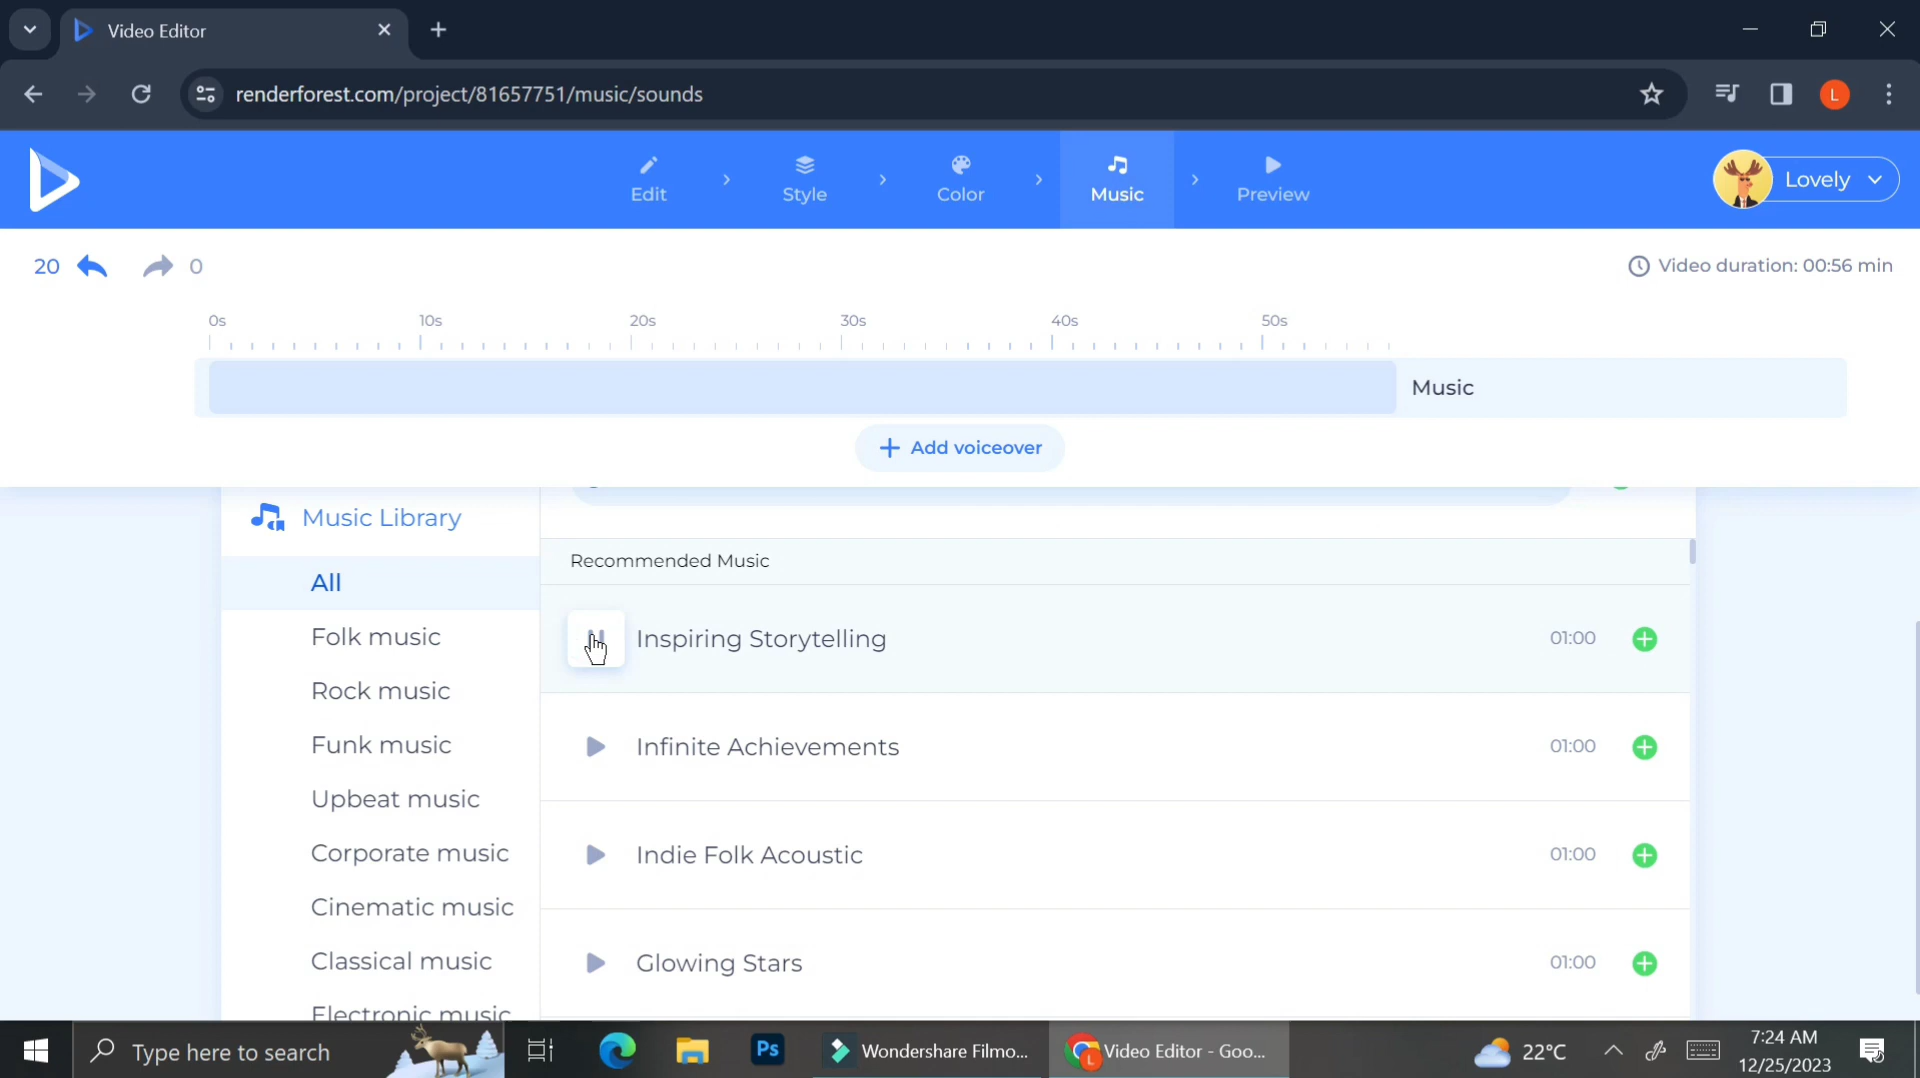 Video Editor
renderforest.com/project/81657751/music/sounds
L
Edit
Style
Color
Music
Preview
Lovely
20
0
Video duration: 00:56 min
0s 10s 20s 30s 40s 50s
Music
+ Add voiceover
Music Library
Recommended Music
All
Folk music
Rock music
Funk music
Upbeat music
Corporate music
Cinematic music
Classical music
Electronic music
Inspiring Storytelling 01:00
Infinite Achievements 01:00
Indie Folk Acoustic 01:00
Glowing Stars 01:00
Type here to search
Ps
Wondershare Filmo...
L
Video Editor - Goo...
22°C
7:24 AM
12/25/2023